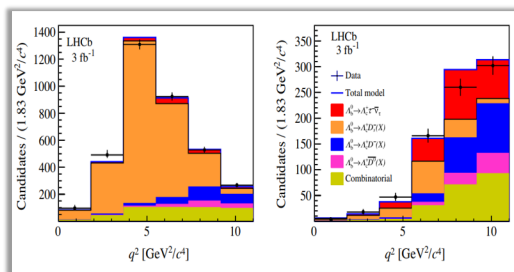 LHCb
3 fb⁻¹
Candidates / (1.83 GeV²/c⁴)
1400
1200
1000
800
600
400
200
0
5
10
q² [GeV²/c⁴]
LHCb
3 fb⁻¹
Data
Total model
Λ⁰_b→Λ⁺_cτ⁻ν̄_τ
Λ⁰_b→Λ⁺_cD⁻_s(X)
Λ⁰_b→Λ⁺_cD⁻(X)
Λ⁰_b→Λ⁺_cD̄⁰(X)
Combinatorial
Candidates / (1.83 GeV²/c⁴)
350
300
250
200
150
100
50
0
5
10
q² [GeV²/c⁴]